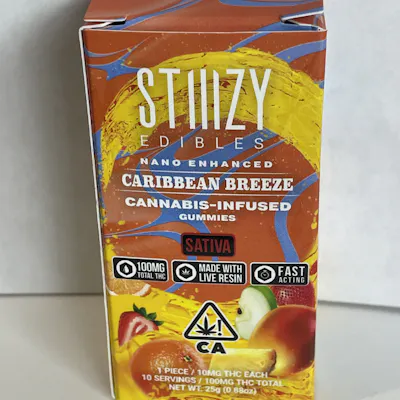 STIIIZY
EDIBLES
NANO ENHANCED
CARIBBEAN BREEZE
CANNABIS-INFUSED
GUMMIES
SATIVA
100MG
TOTAL THC
MADE WITH
LIVE RESIN
FAST
ACTING
CA
1 PIECE / 10MG THC EACH
10 SERVINGS / 100MG THC TOTAL
NET WT. 25g (0.88oz)